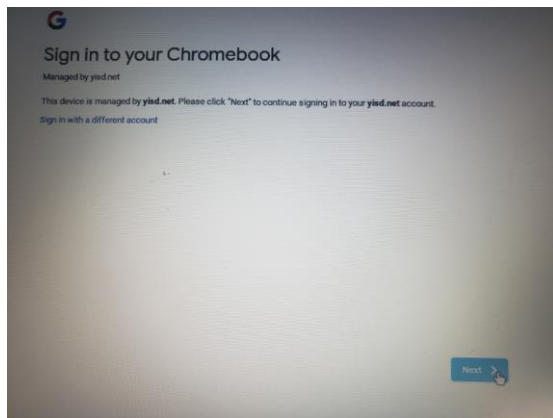 G
Sign in to your Chromebook
Managed by yisd.net
This device is managed by yisd.net. Please click "Next" to continue signing in to your yisd.net account.
Sign in with a different account
Next